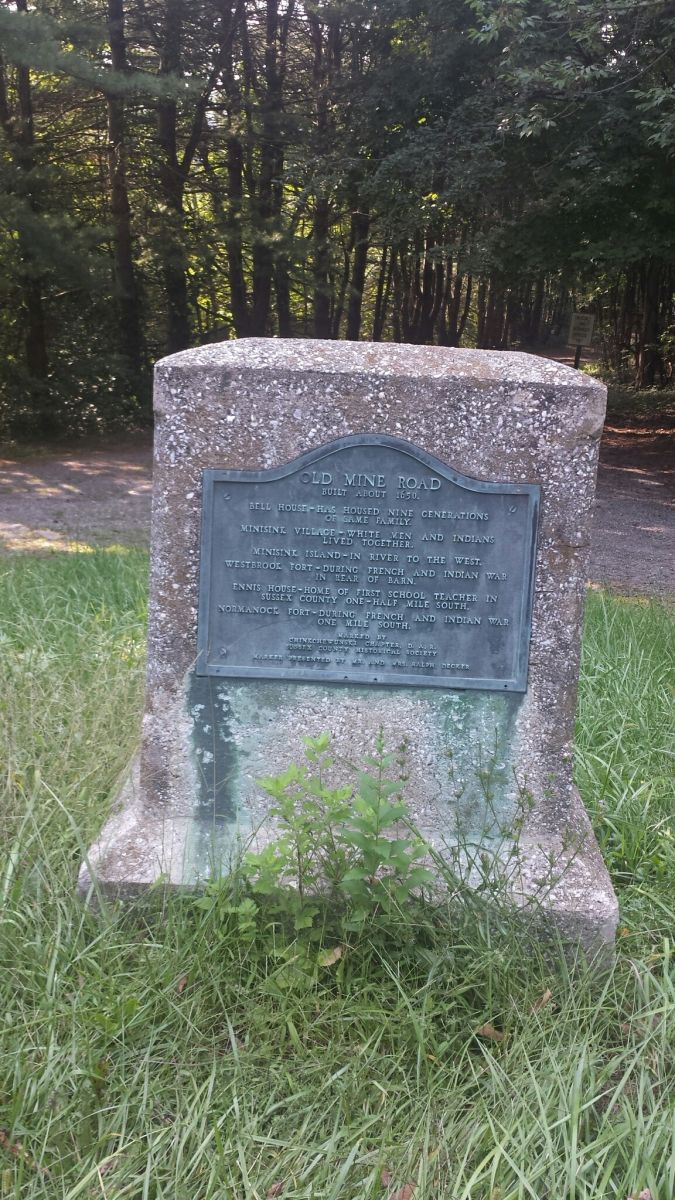 OLD MINE ROAD
BUILT ABOUT 1650.
BELL HOUSE-HAS HOUSED NINE GENERATIONS
OF SAME FAMILY.
MINISINK VILLAGE-WHITE MEN AND INDIANS
LIVED TOGETHER.
MINISINK ISLAND-IN RIVER TO THE WEST.
WESTBROOK FORT-DURING FRENCH AND INDIAN WAR
IN REAR OF BARN.
ENNIS HOUSE-HOME OF FIRST SCHOOL TEACHER IN
SUSSEX COUNTY ONE-HALF MILE SOUTH.
NORMANOCK FORT-DURING FRENCH AND INDIAN WAR
ONE MILE SOUTH.
MARKED BY
CHINKCHEWUNSKI CHAPTER, D. A. R.
SUSSEX COUNTY HISTORICAL SOCIETY
MARKER PRESENTED BY MR. AND MRS. RALPH DECKER